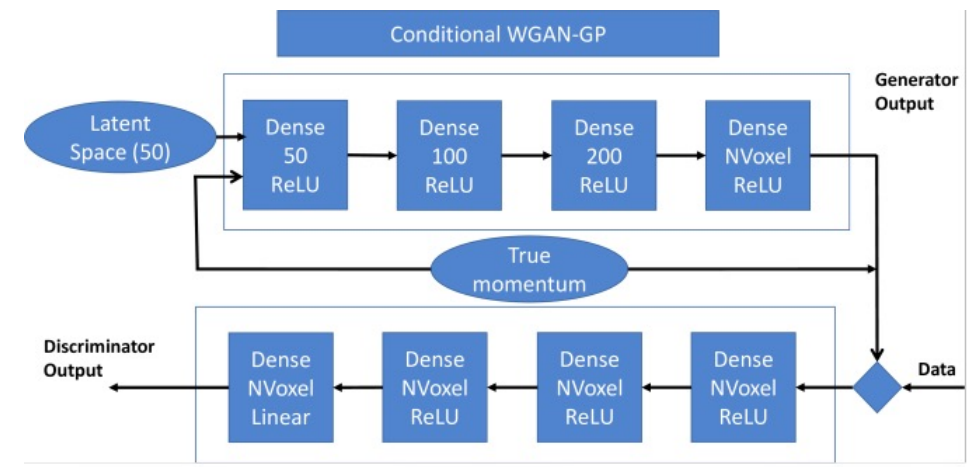 Conditional WGAN-GP
Generator
Output
Latent
Space (50)
Dense
50
ReLU
Dense
100
ReLU
Dense
200
ReLU
Dense
NVoxel
ReLU
True
momentum
Discriminator
Output
Dense
NVoxel
Linear
Dense
NVoxel
ReLU
Dense
NVoxel
ReLU
Dense
NVoxel
ReLU
Data